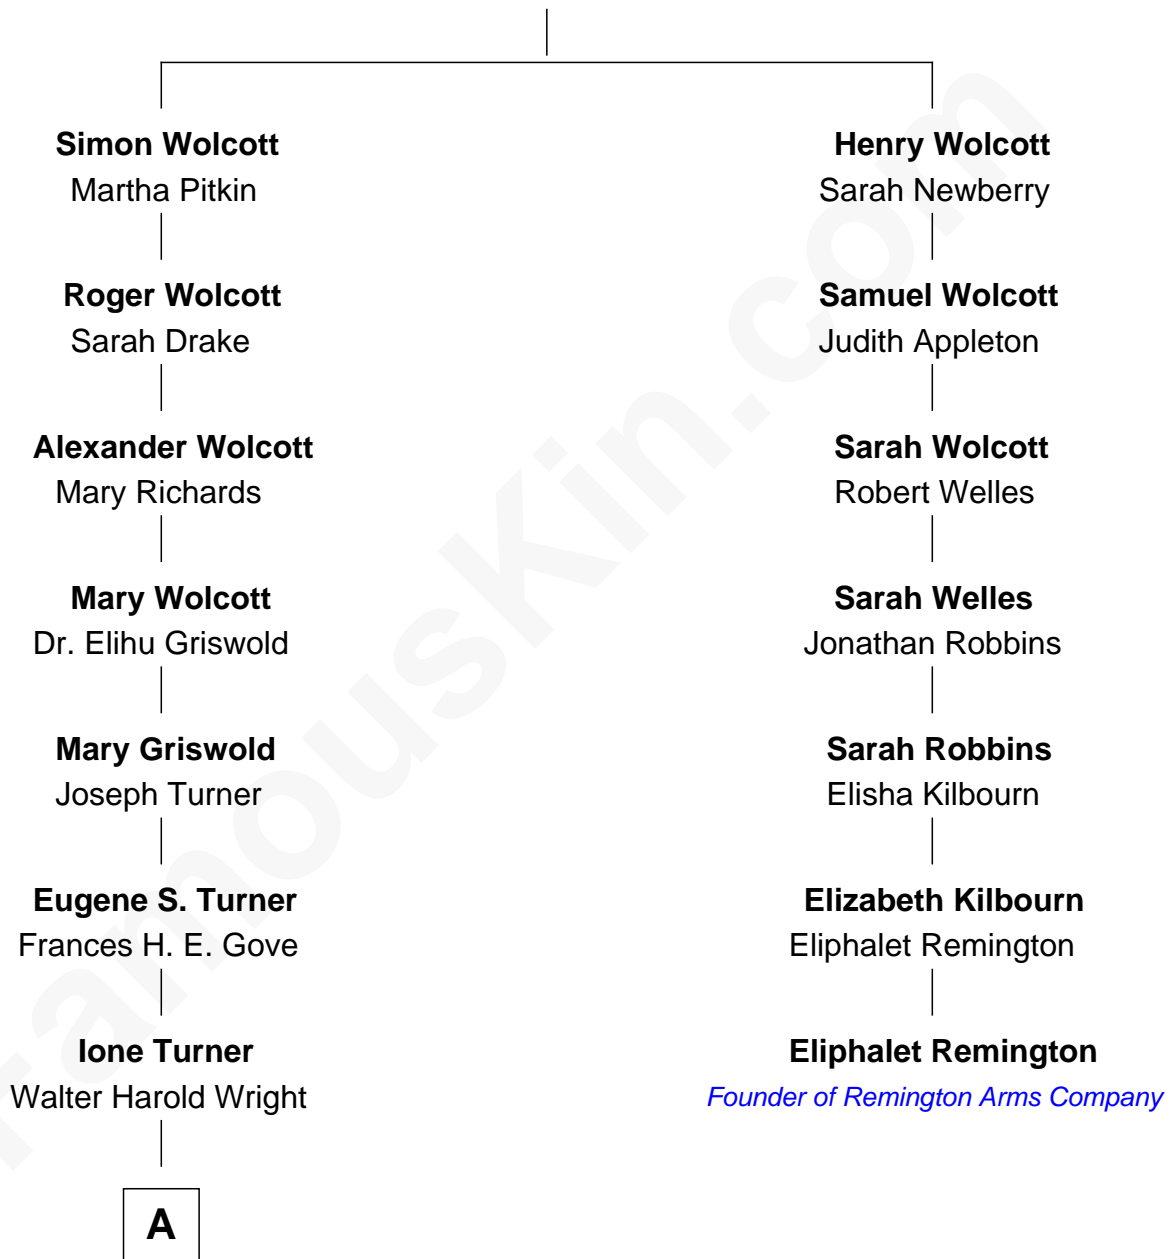 Simon Wolcott
Martha Pitkin
Roger Wolcott
Sarah Drake
Alexander Wolcott
Mary Richards
Mary Wolcott
Dr. Elihu Griswold
Mary Griswold
Joseph Turner
Eugene S. Turner
Frances H. E. Gove
Ione Turner
Walter Harold Wright
A
Henry Wolcott
Sarah Newberry
Samuel Wolcott
Judith Appleton
Sarah Wolcott
Robert Welles
Sarah Welles
Jonathan Robbins
Sarah Robbins
Elisha Kilbourn
Elizabeth Kilbourn
Eliphalet Remington
Eliphalet Remington
Founder of Remington Arms Company
FamousKin.com